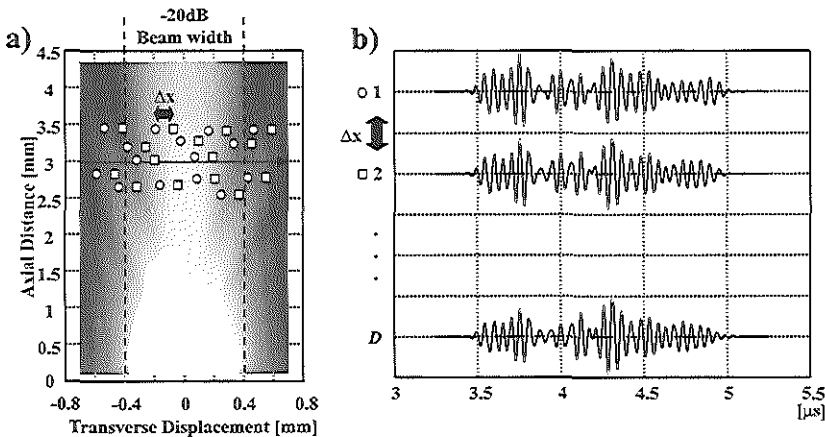 a)
-20dB
Beam width
Δx
Axial Distance [mm]
4.5
4
3.5
3
2.5
2
1.5
1
0.5
0
-0.8
-0.4
0
0.4
0.8
Transverse Displacement [mm]
b)
1
Δx
2
D
3
3.5
4
4.5
5
5.5
[μs]